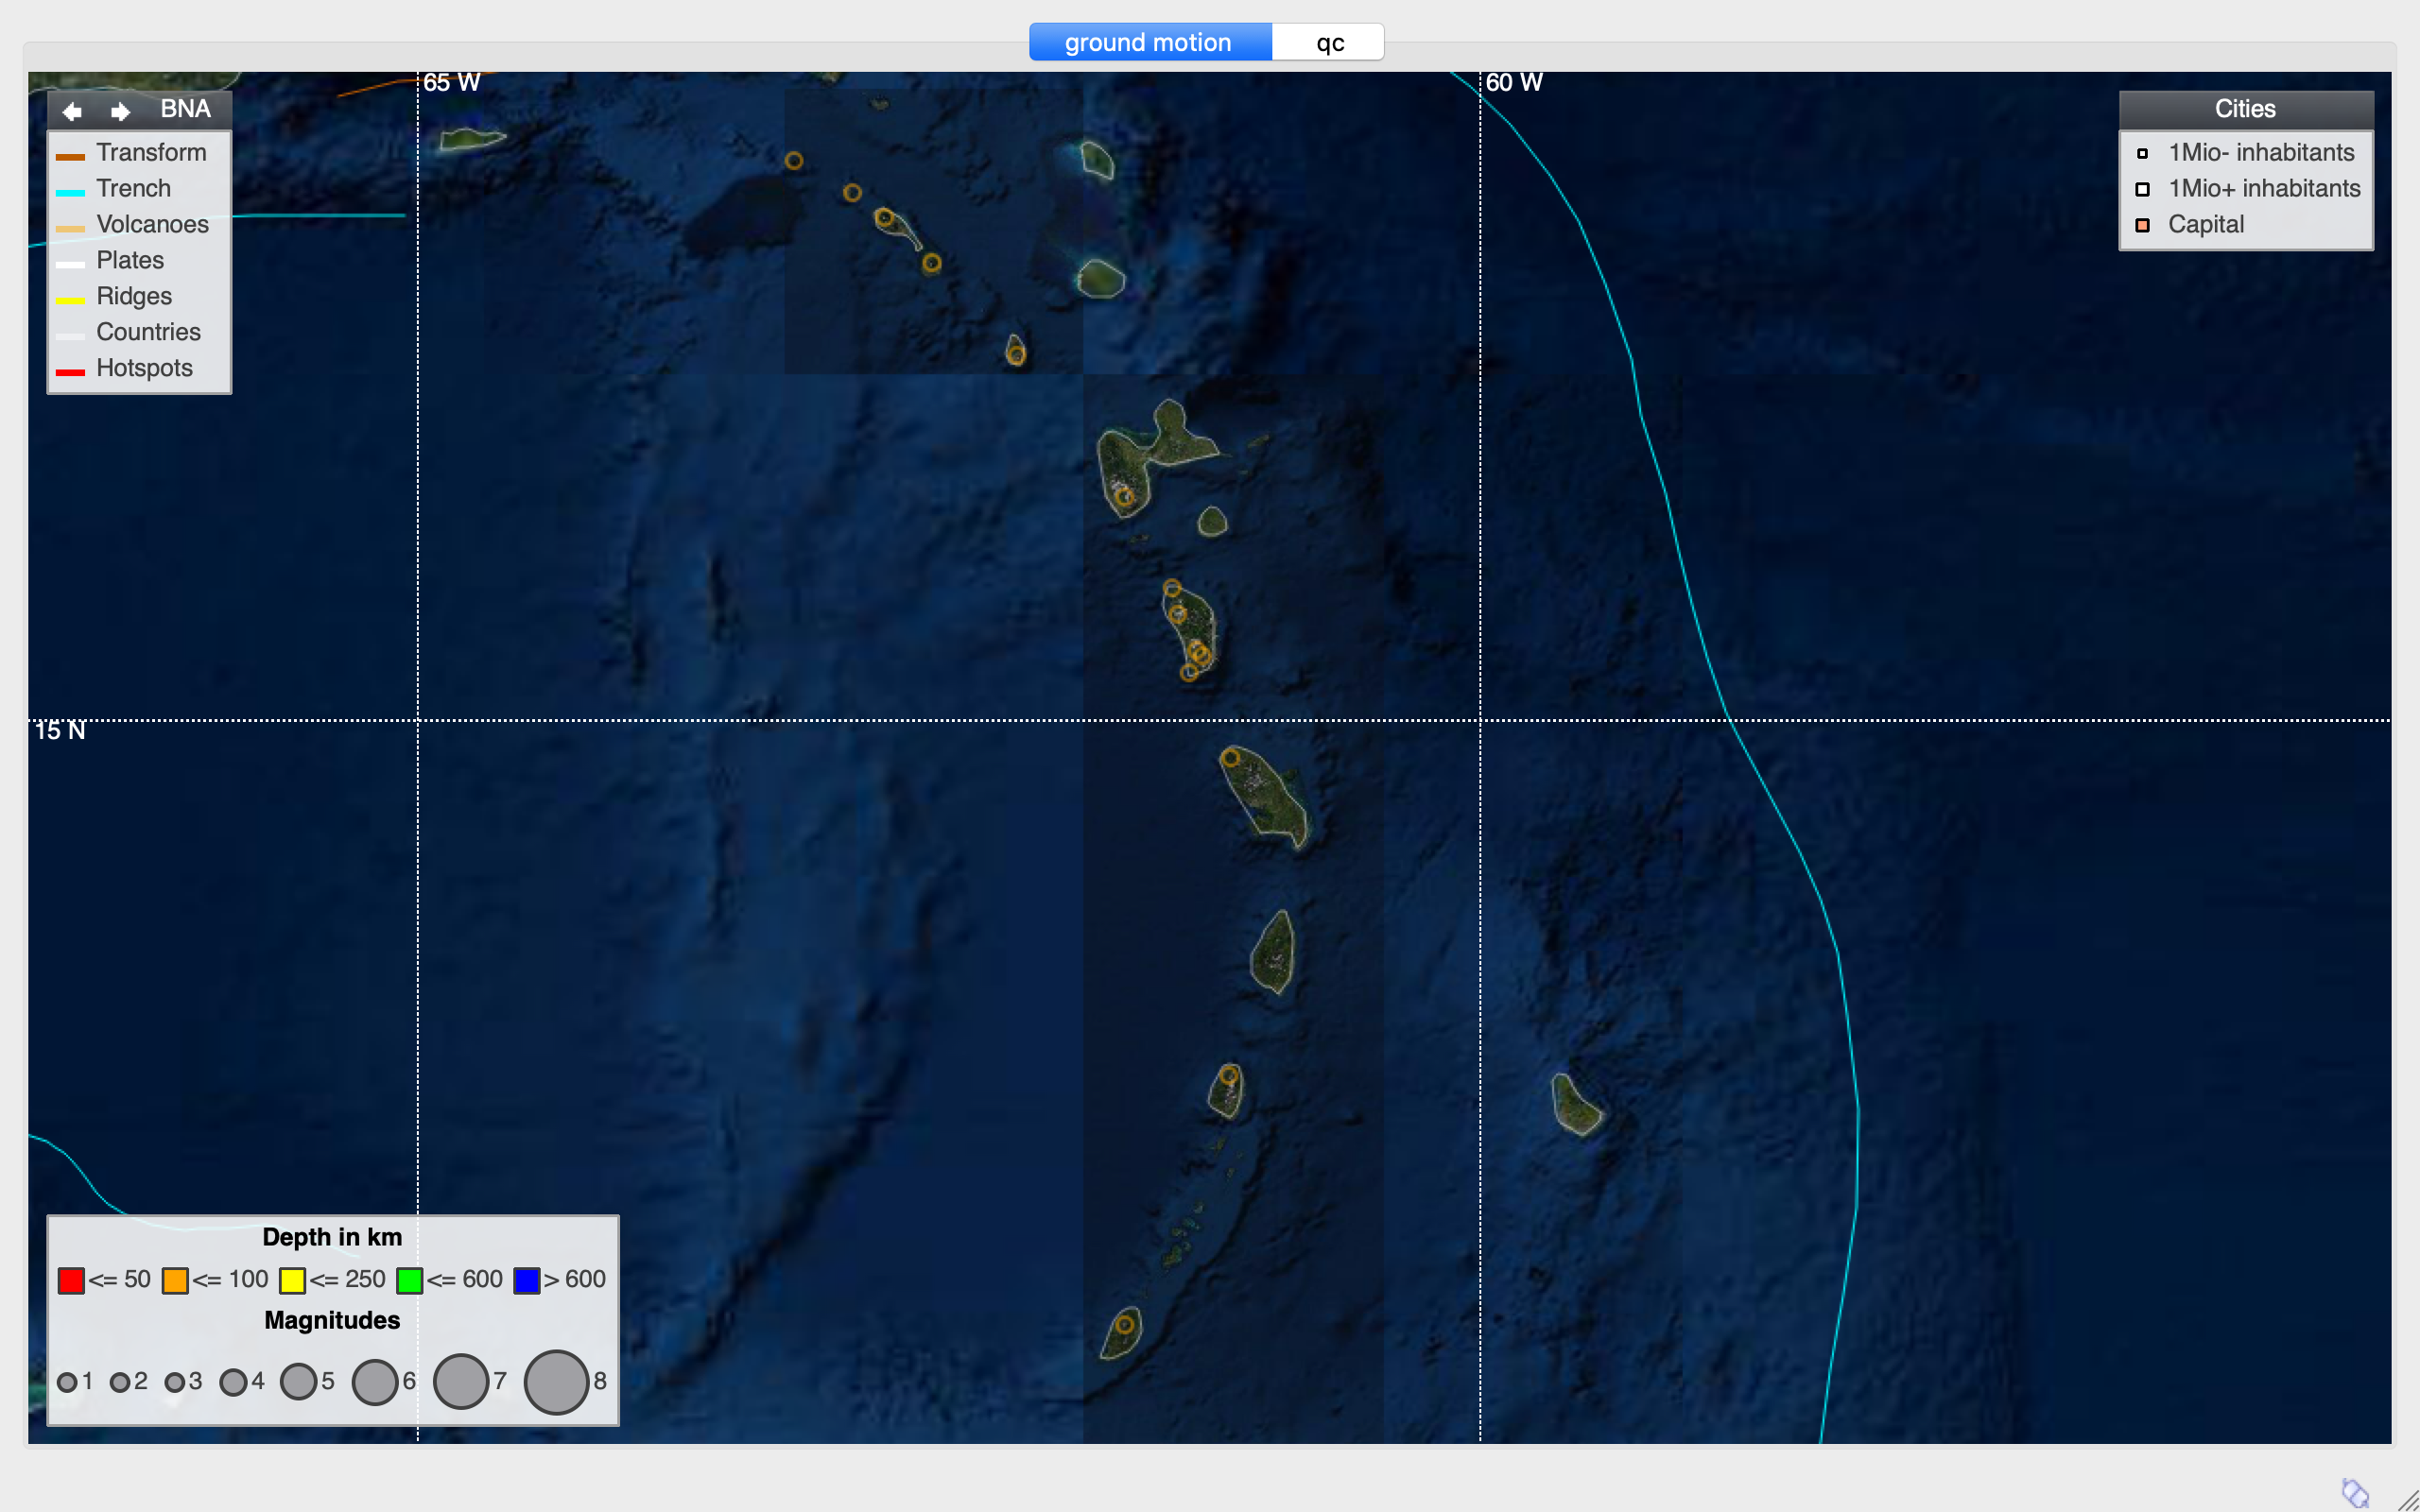 ground motion qc
65 W
60 W
BNA
Transform
Trench
Volcanoes
Plates
Ridges
Countries
Hotspots
Cities
1Mio- inhabitants
1Mio+ inhabitants
Capital
15 N
Depth in km
<= 50 <= 100 <= 250 <= 600 > 600
Magnitudes
1 2 3 4 5 6 7 8